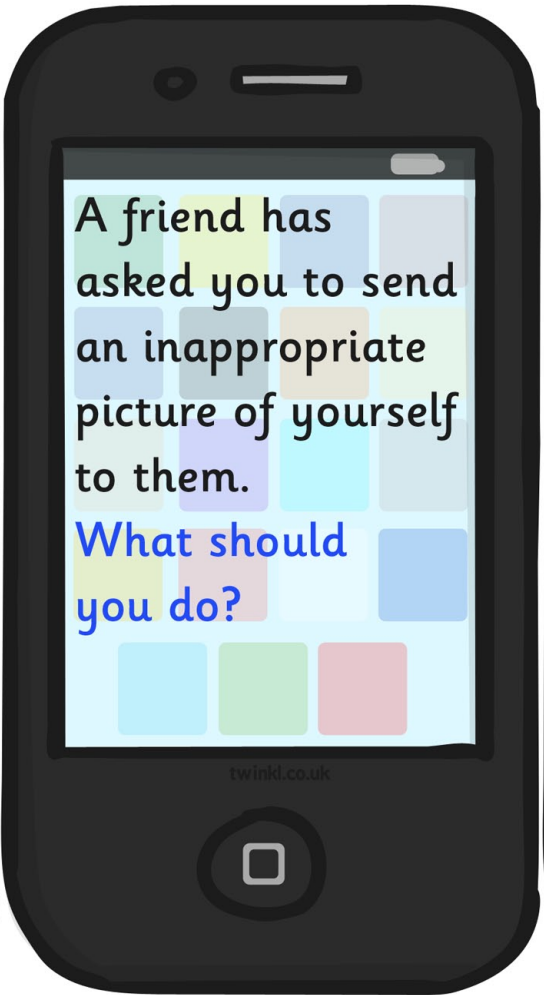 A friend has
asked you to send
an inappropriate
picture of yourself
to them.
What should
you do?
twinkl.co.uk